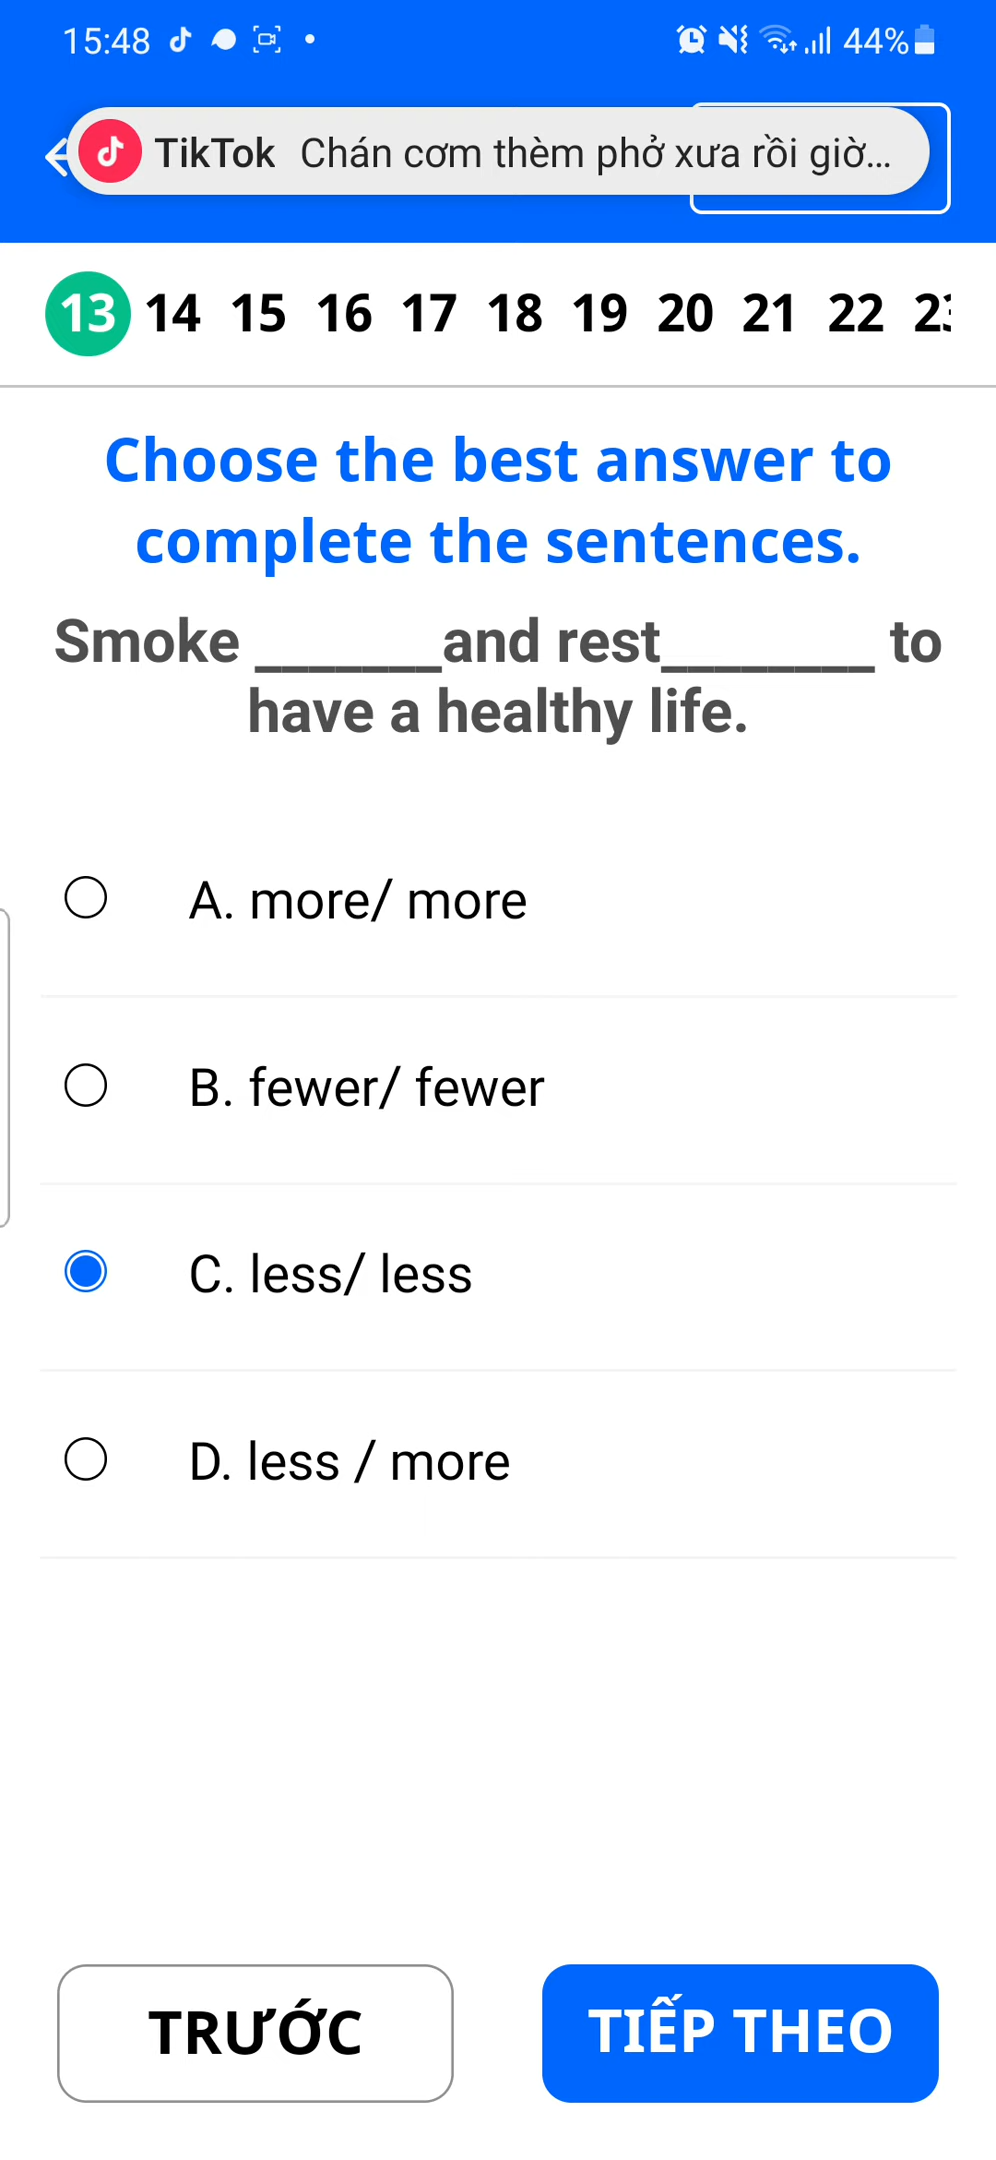 15:48
44%
TikTok Chán cơm thèm phở xưa rồi giờ...
13 14 15 16 17 18 19 20 21 22
Choose the best answer to
complete the sentences.
Smoke _______and rest________ to
have a healthy life.
A. more/ more
B. fewer/ fewer
C. less/ less
D. less / more
TRƯỚC
TIẾP THEO